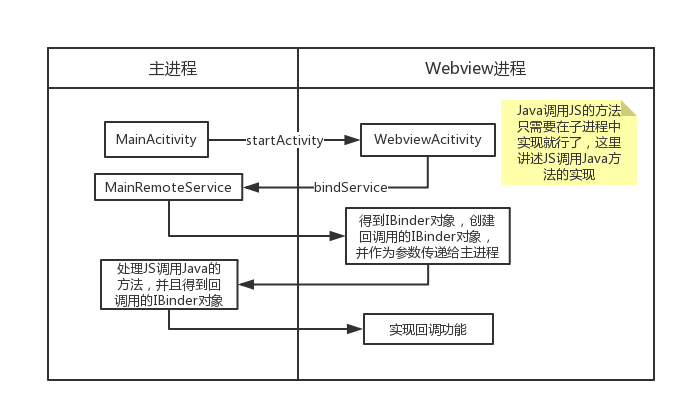 主进程
Webview进程
MainAcitivity
startActivity
WebviewAcitivity
Java调用JS的方法
只需要在子进程中
实现就行了，这里
讲述JS调用Java方
法的实现
MainRemoteService
bindService
得到IBinder对象，创建
回调用的IBinder对象，
并作为参数传递给主进程
处理JS调用Java的
方法，并且得到回
调用的IBinder对象
实现回调功能